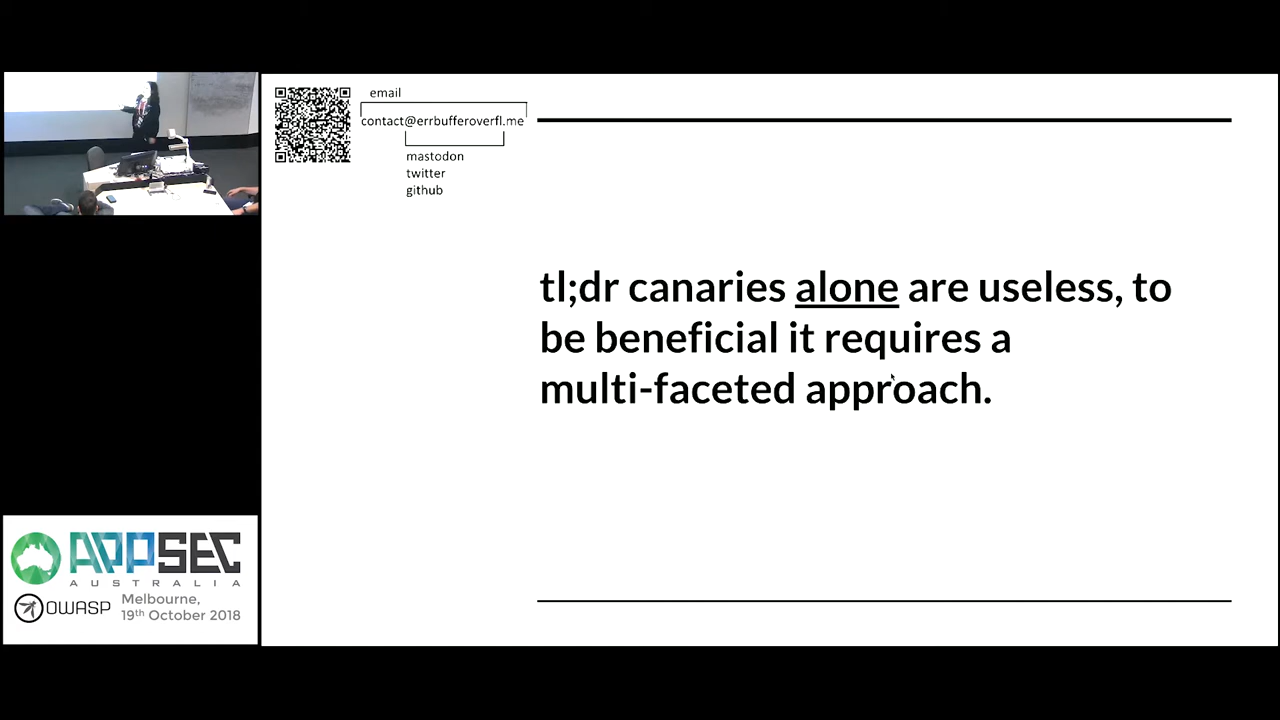 email
contact@errbufferoverfl.me
mastodon
twitter
github
tl;dr canaries alone are useless, to
be beneficial it requires a
multi-faceted approach.
APPSEC
AUSTRALIA
OWASP
Melbourne,
19th October 2018